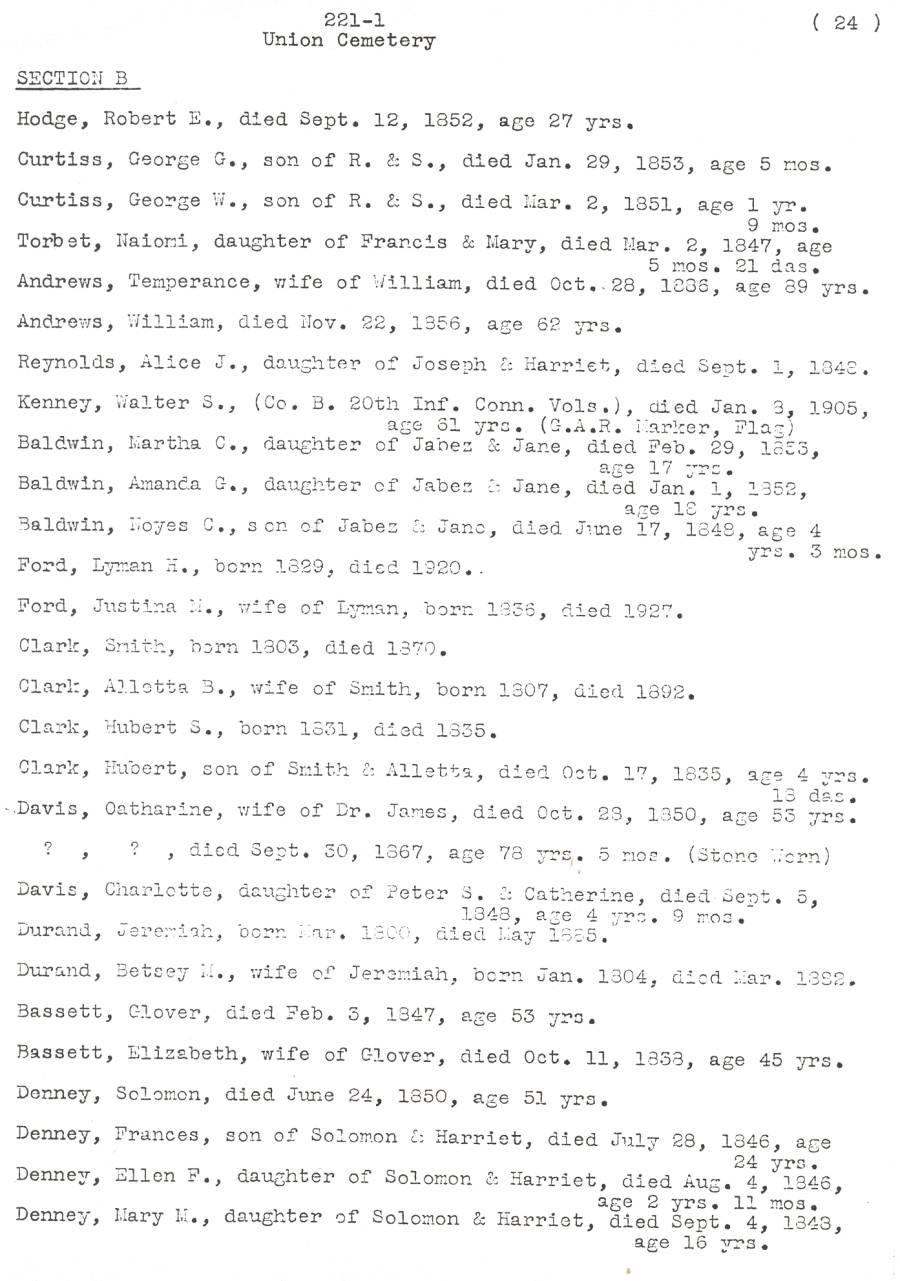 221-1
( 24 )
Union Cemetery
SECTION B
Hodge, Robert E., died Sept. 12, 1852, age 27 yrs.
Curtiss, George G., son of R. & S., died Jan. 29, 1853, age 5 mos.
Curtiss, George W., son of R. & S., died Mar. 2, 1851, age 1 yr.
9 mos.
Torbet, Naiomi, daughter of Francis & Mary, died Mar. 2, 1847, age
5 mos. 21 das.
Andrews, Temperance, wife of William, died Oct. 28, 1886, age 89 yrs.
Andrews, William, died Nov. 22, 1856, age 62 yrs.
Reynolds, Alice J., daughter of Joseph & Harriet, died Sept. 1,
Kenney, Walter S., (Co. B. 20th Inf. Conn. Vols.), died Jan. 3, 1905,
age 61 yrs. (G.A.R. Marker, Flag)
Baldwin, Martha C., daughter of Jabez & Jane, died Feb. 29,
age 17 yrs.
Baldwin, Amanda G., daughter of Jabez & Jane, died Jan. 1, 1852,
age 18 yrs.
Baldwin, Noyes C., son of Jabez & Jane, died June 17, 1848, age 4
yrs. 3 mos.
Ford, Lyman H., born 1829, died 1920.
Ford, Justina M., wife of Lyman, born 1836, died 1927.
Clark, Smith, born 1803, died 1870.
Clark, Alletta B., wife of Smith, born 1807, died 1892.
Clark, Hubert S., born 1831, died 1835.
Clark, Hubert, son of Smith & Alletta, died Oct. 17, 1835, age 4 yrs.
18 das.
Davis, Catharine, wife of Dr. James, died Oct. 28, 1850, age 53 yrs.
? , ? , died Sept. 30, 1867, age 78 yrs. 5 mos. (Stone Worn)
Davis, Charlotte, daughter of Peter S. & Catherine, died Sept. 5,
1848, age 4 yrs. 9 mos.
Durand, Jeremiah, born Mar. 1800, died May
Durand, Betsey M., wife of Jeremiah, born Jan. 1804, died Mar.
Bassett, Glover, died Feb. 3, 1847, age 53 yrs.
Bassett, Elizabeth, wife of Glover, died Oct. 11, 1838, age 45 yrs.
Denney, Solomon, died June 24, 1850, age 51 yrs.
Denney, Frances, son of Solomon & Harriet, died July 28, 1846, age
24 yrs.
Denney, Ellen F., daughter of Solomon & Harriet, died Aug. 4, 1846,
age 2 yrs. 11 mos.
Denney, Mary M., daughter of Solomon & Harriet, died Sept. 4, 1843,
age 16 yrs.